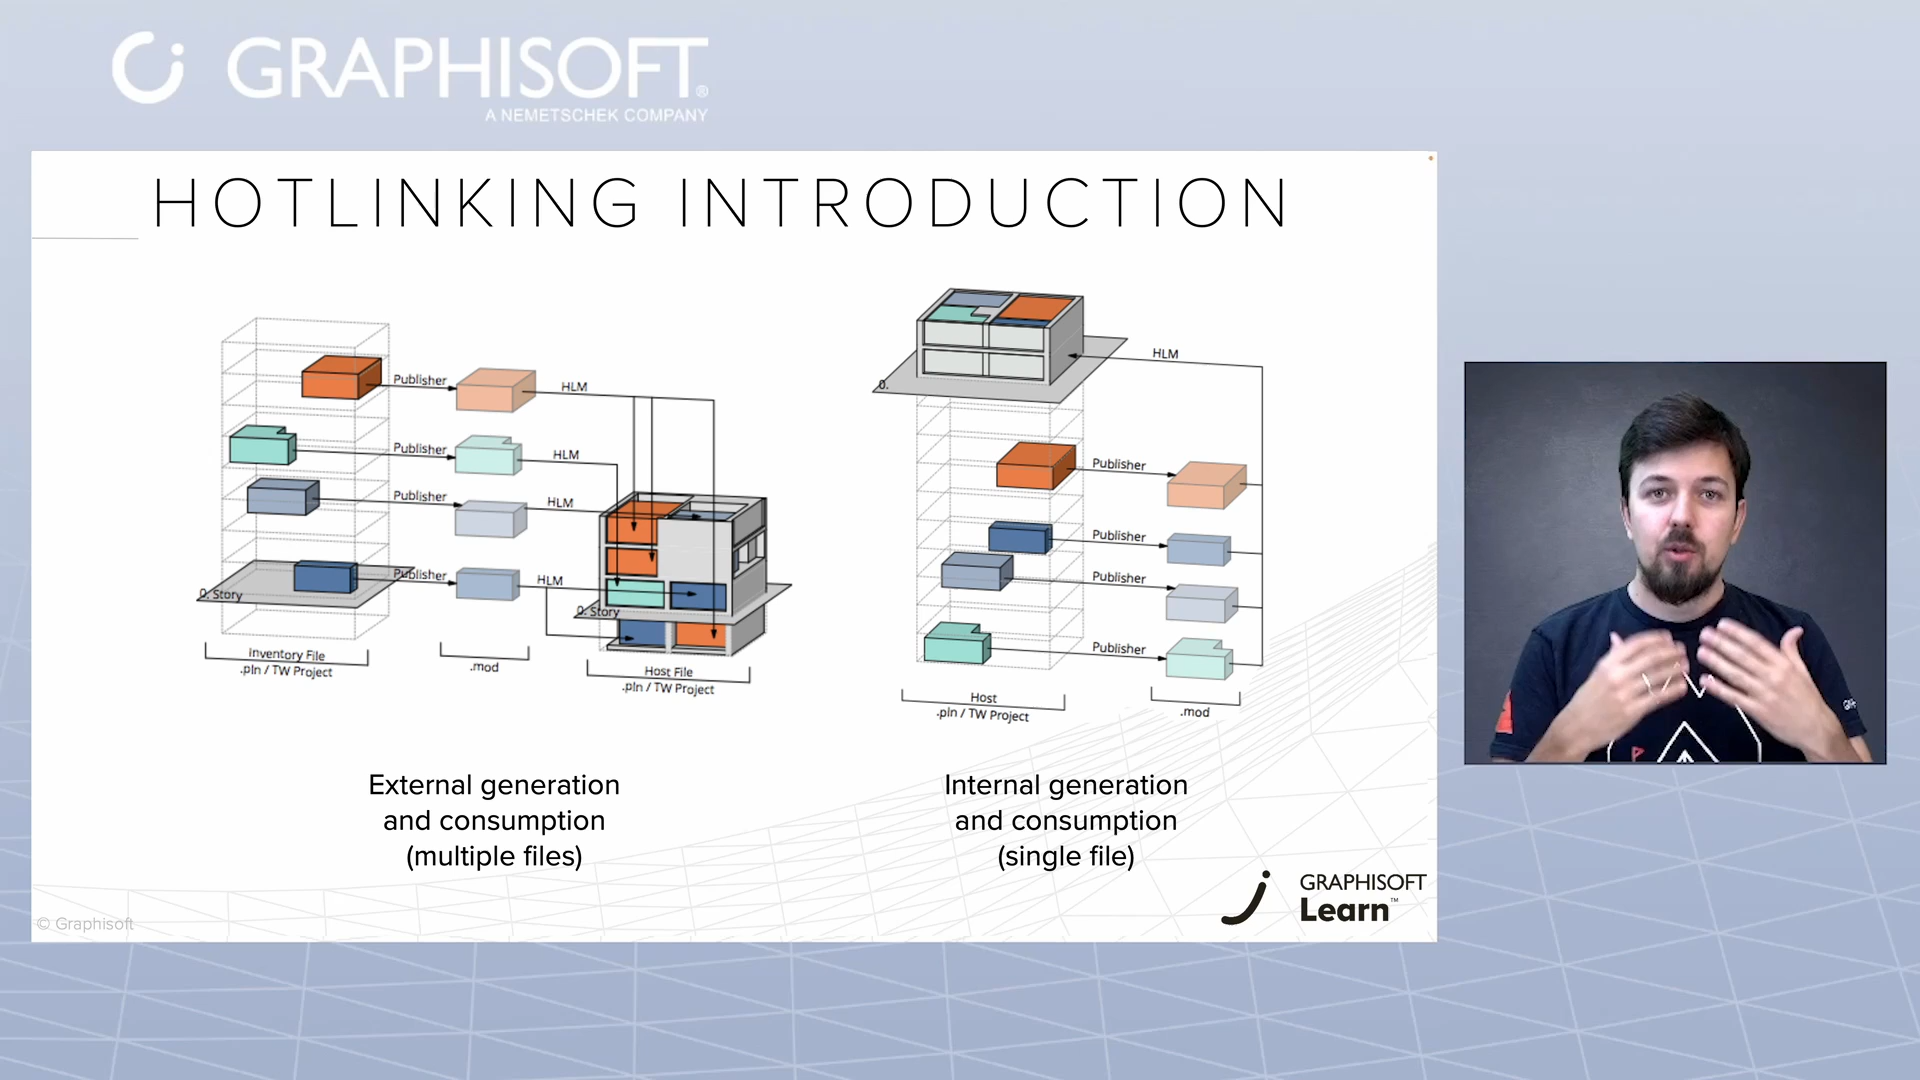 GRAPHISOFT®
A NEMETSCHEK COMPANY
HOTLINKING INTRODUCTION
Publisher
HLM
Publisher
HLM
Publisher
HLM
Publisher
HLM
0. Story
0. Story
Inventory File
.pln / TW Project
.mod
Host File
.pln / TW Project
External generation
and consumption
(multiple files)
HLM
0.
Publisher
Publisher
Publisher
Publisher
Host
.pln / TW Project
.mod
Internal generation
and consumption
(single file)
GRAPHISOFT
Learn™
© Graphisoft